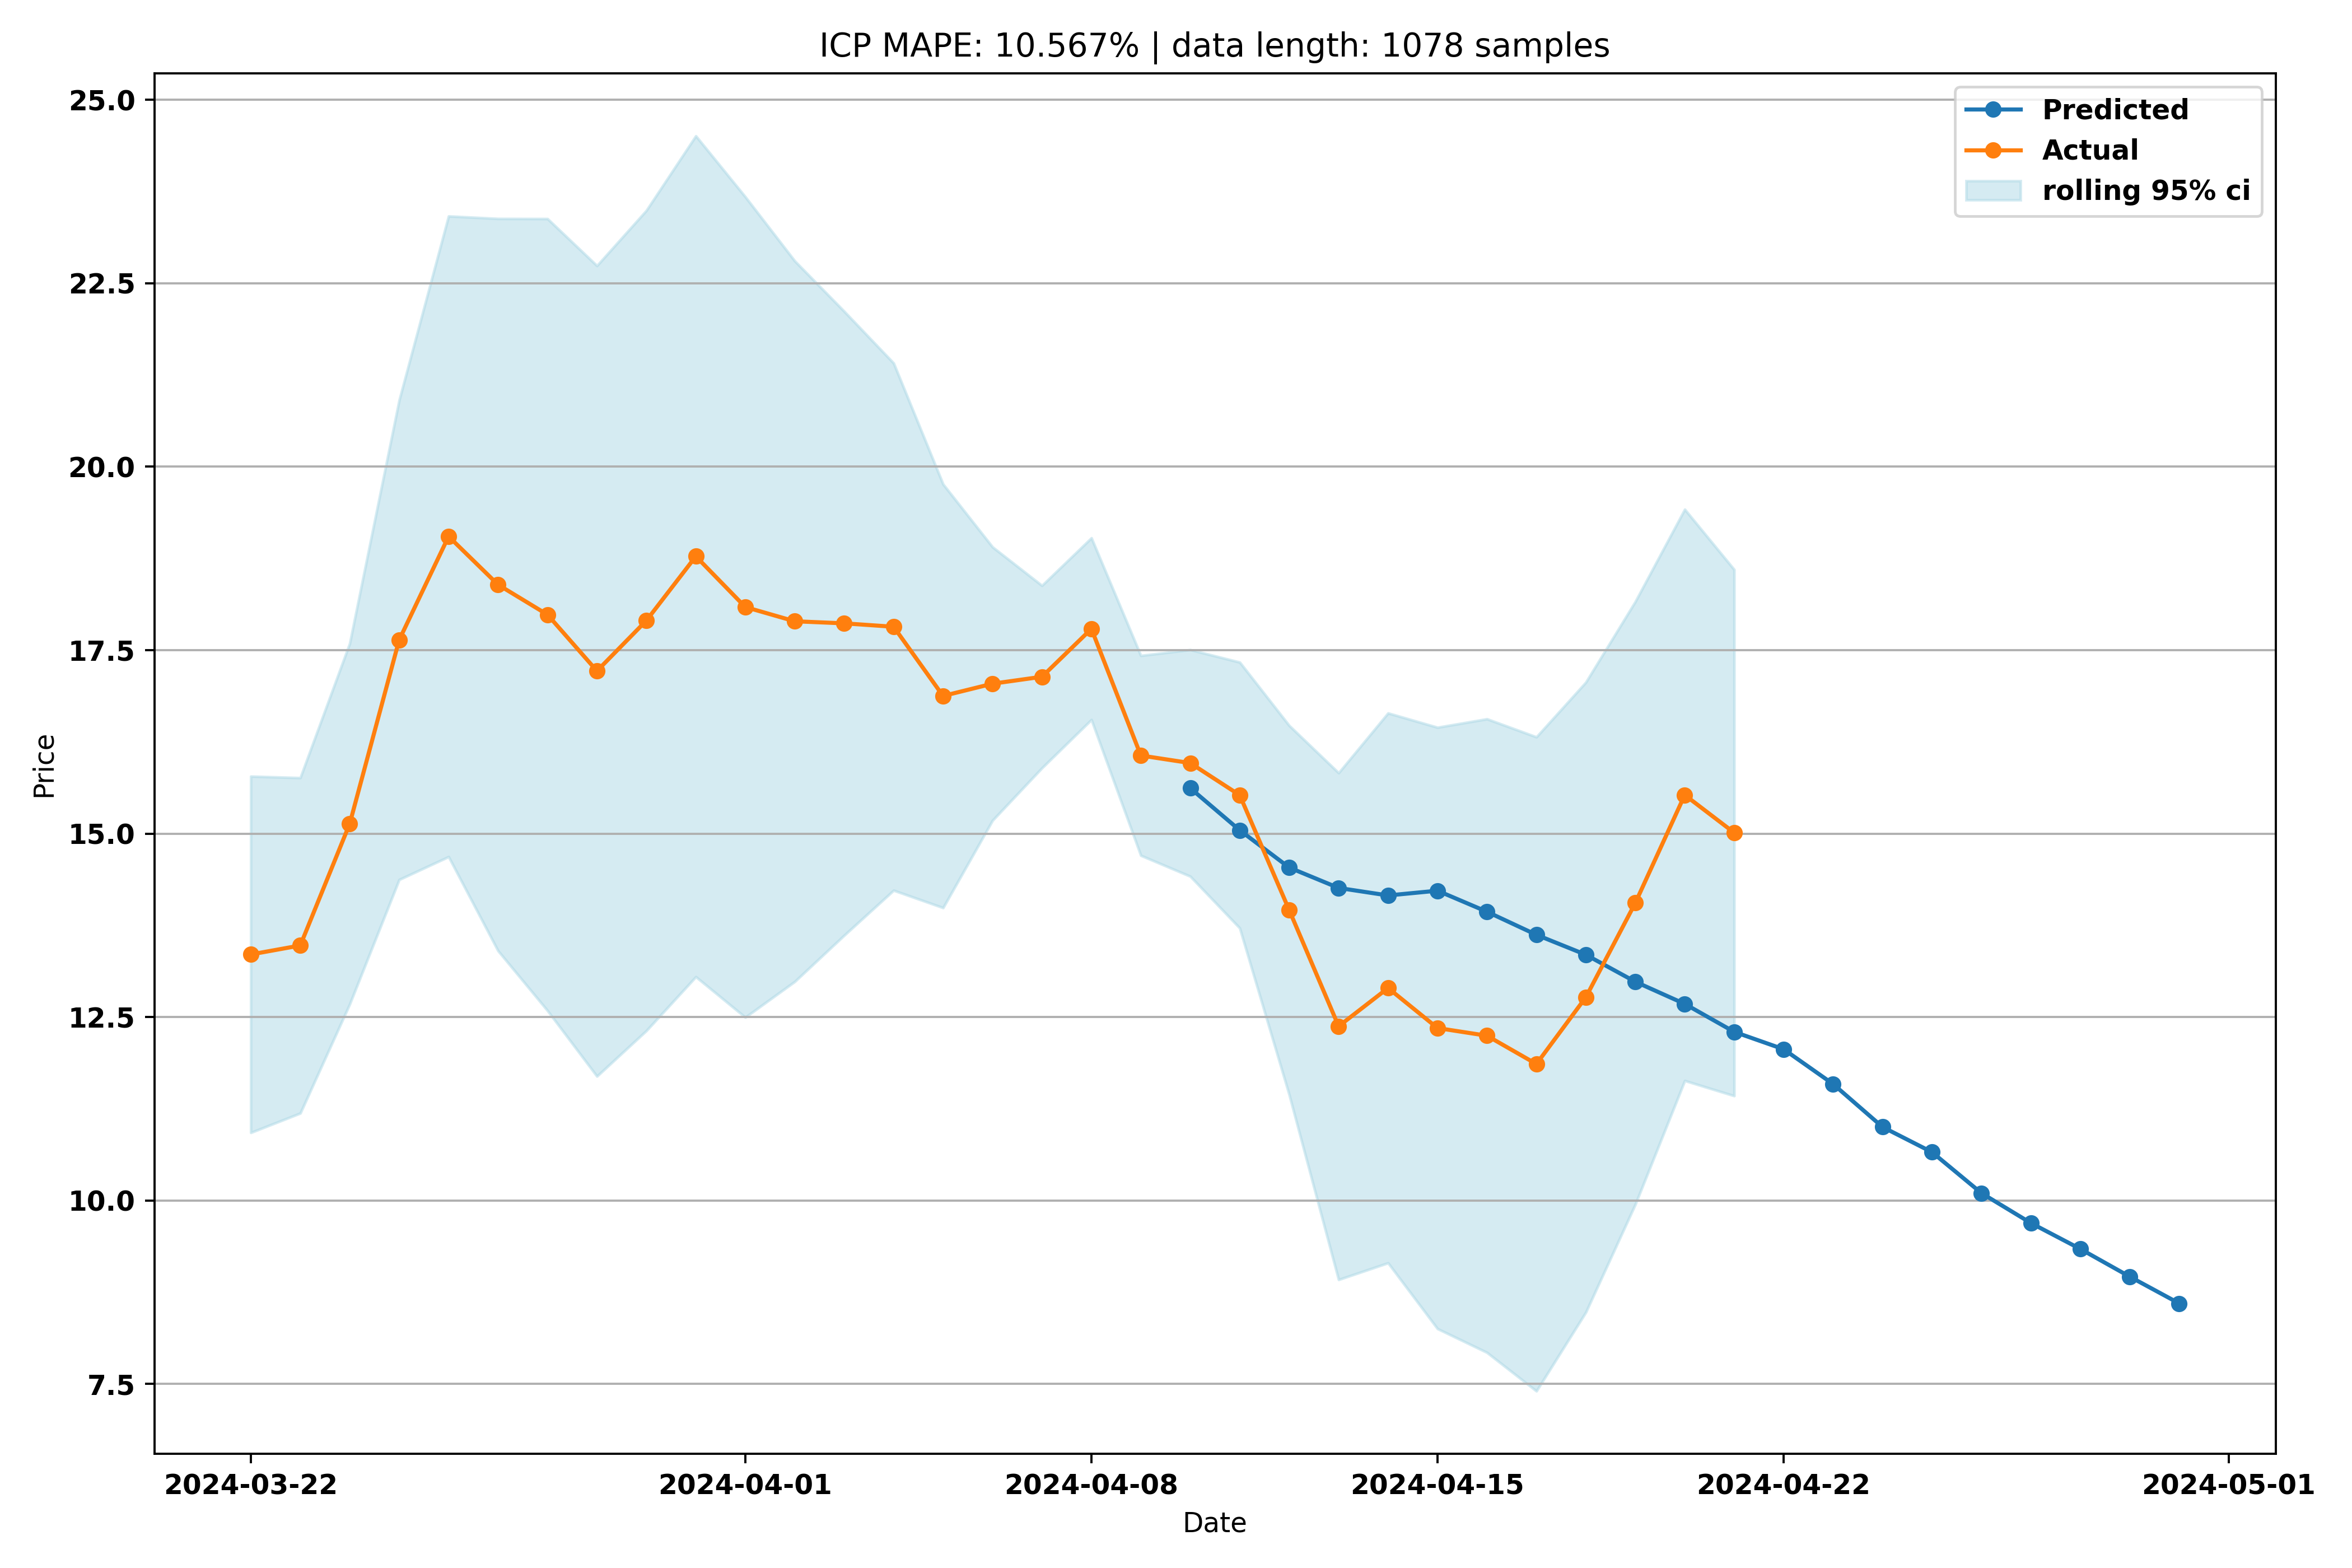 ICP MAPE: 10.567% | data length: 1078 samples
25.0
22.5
20.0
17.5
15.0
12.5
10.0
7.5
Price
Predicted
Actual
rolling 95% ci
2024-03-22
2024-04-01
2024-04-08
2024-04-15
2024-04-22
2024-05-01
Date